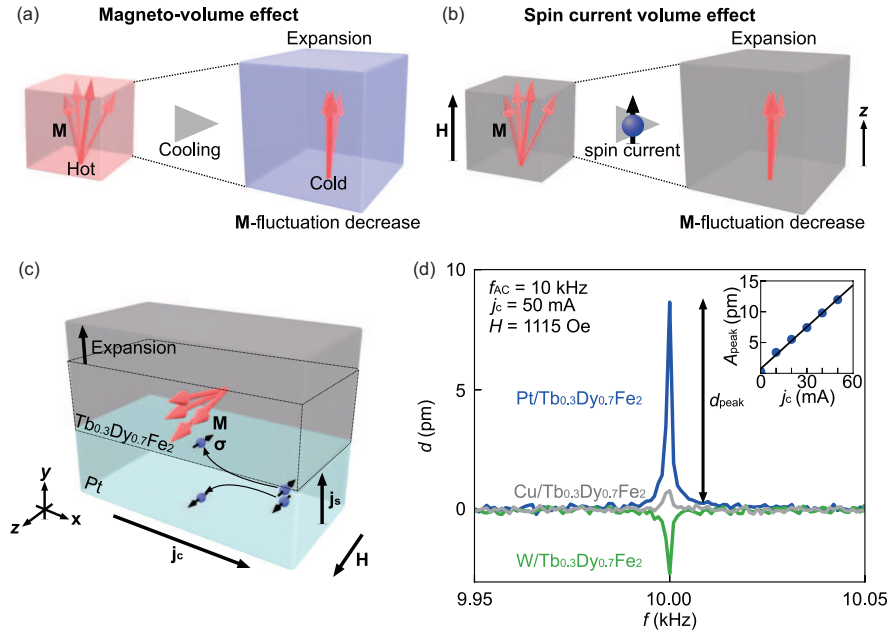 (a)
Magneto-volume effect
Expansion
M
Hot
Cooling
Cold
M-fluctuation decrease
(b)
Spin current volume effect
Expansion
H
M
spin current
z
M-fluctuation decrease
(c)
Expansion
M
Tb0.3Dy0.7Fe2
σ
Pt
js
y
z
x
jc
H
(d)
10
5
0
d (pm)
fAC = 10 kHz
jc = 50 mA
H = 1115 Oe
Pt/Tb0.3Dy0.7Fe2
dpeak
Cu/Tb0.3Dy0.7Fe2
W/Tb0.3Dy0.7Fe2
15
10
5
Apeak (pm)
0 30 60
jc (mA)
9.95 10.00 10.05
f (kHz)